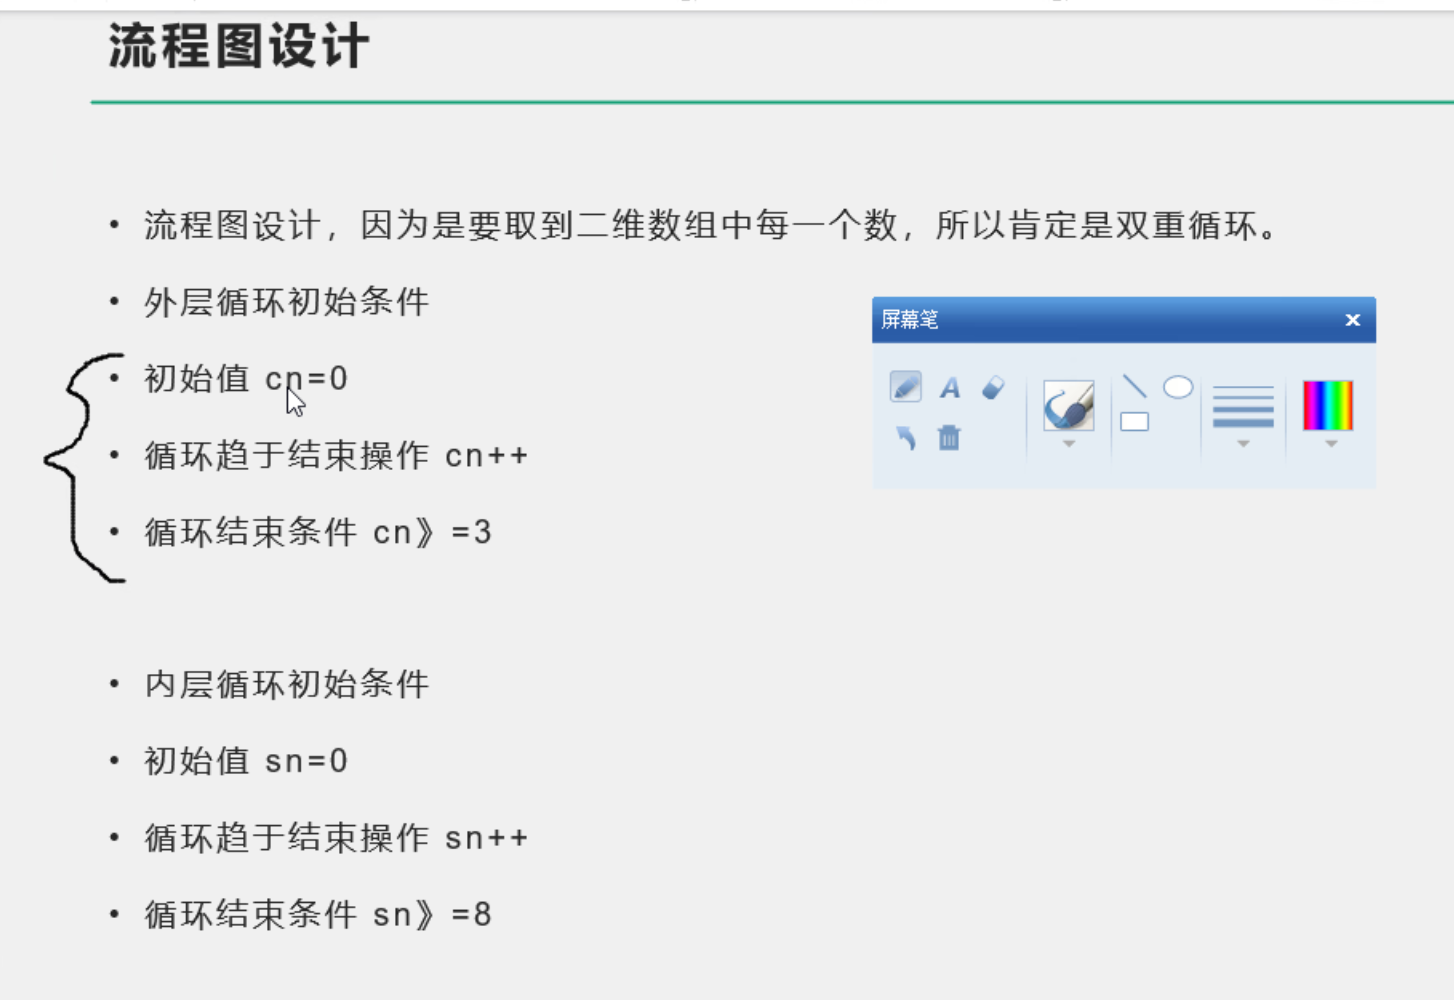 流程图设计
• 流程图设计，因为是要取到二维数组中每一个数，所以肯定是双重循环。
• 外层循环初始条件
屏幕笔
• 初始值 cn=0
A
• 循环趋于结束操作 cn++
• 循环结束条件 cn》=3
• 内层循环初始条件
• 初始值 sn=0
• 循环趋于结束操作 sn++
• 循环结束条件 sn》=8